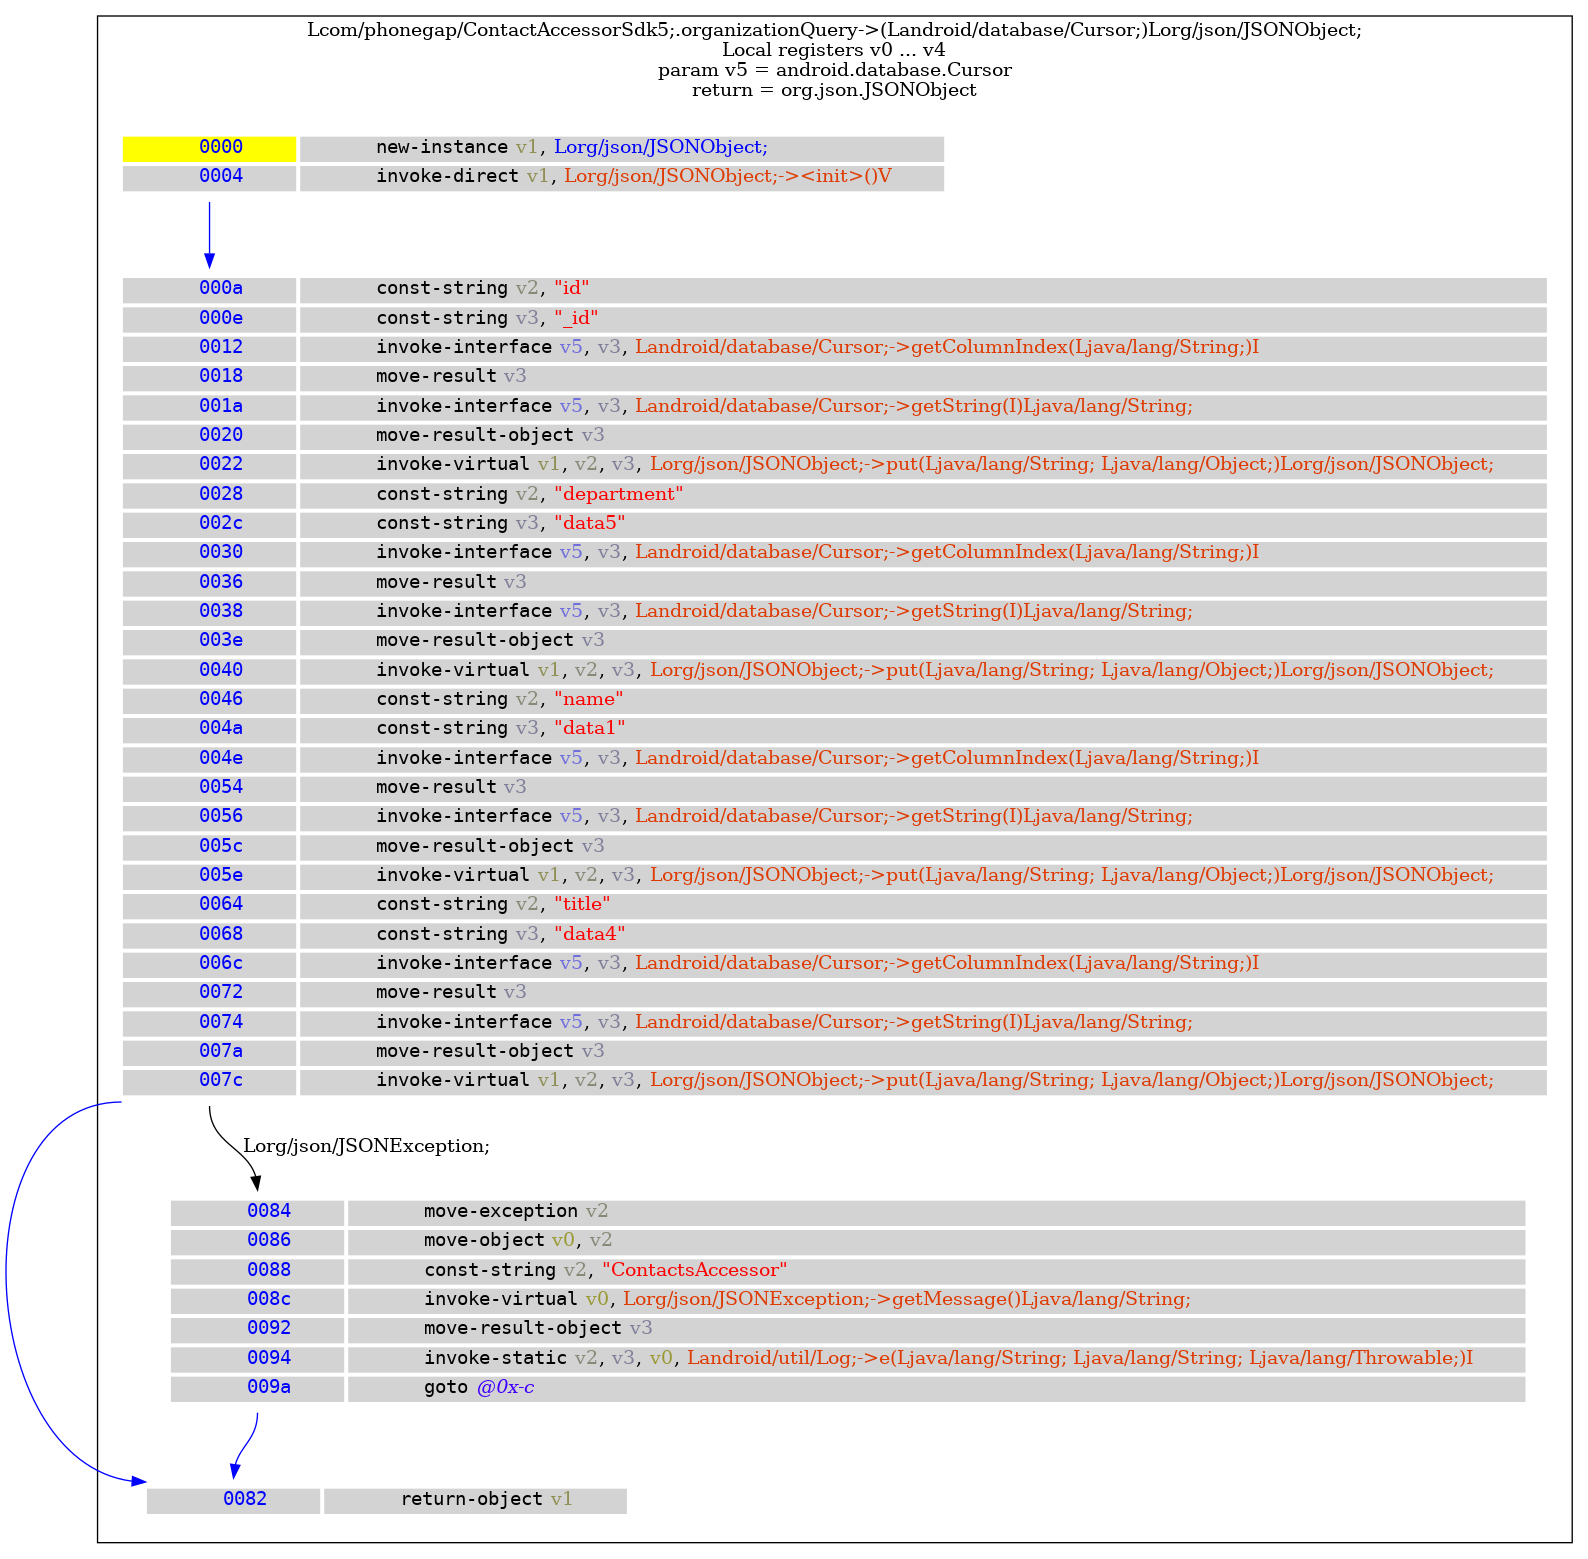 Lcom/phonegap/ContactAccessorSdk5;.organizationQuery->(Landroid/database/Cursor;)Lorg/json/JSONObject;
Local registers v0 ... v4
param v5 = android.database.Cursor
return = org.json.JSONObject
0000 new-instance v1, Lorg/json/JSONObject;
0004 invoke-direct v1, Lorg/json/JSONObject;-><init>()V
000a const-string v2, "id"
000e const-string v3, "_id"
0012 invoke-interface v5, v3, Landroid/database/Cursor;->getColumnIndex(Ljava/lang/String;)I
0018 move-result v3
001a invoke-interface v5, v3, Landroid/database/Cursor;->getString(I)Ljava/lang/String;
0020 move-result-object v3
0022 invoke-virtual v1, v2, v3, Lorg/json/JSONObject;->put(Ljava/lang/String; Ljava/lang/Object;)Lorg/json/JSONObject;
0028 const-string v2, "department"
002c const-string v3, "data5"
0030 invoke-interface v5, v3, Landroid/database/Cursor;->getColumnIndex(Ljava/lang/String;)I
0036 move-result v3
0038 invoke-interface v5, v3, Landroid/database/Cursor;->getString(I)Ljava/lang/String;
003e move-result-object v3
0040 invoke-virtual v1, v2, v3, Lorg/json/JSONObject;->put(Ljava/lang/String; Ljava/lang/Object;)Lorg/json/JSONObject;
0046 const-string v2, "name"
004a const-string v3, "data1"
004e invoke-interface v5, v3, Landroid/database/Cursor;->getColumnIndex(Ljava/lang/String;)I
0054 move-result v3
0056 invoke-interface v5, v3, Landroid/database/Cursor;->getString(I)Ljava/lang/String;
005c move-result-object v3
005e invoke-virtual v1, v2, v3, Lorg/json/JSONObject;->put(Ljava/lang/String; Ljava/lang/Object;)Lorg/json/JSONObject;
0064 const-string v2, "title"
0068 const-string v3, "data4"
006c invoke-interface v5, v3, Landroid/database/Cursor;->getColumnIndex(Ljava/lang/String;)I
0072 move-result v3
0074 invoke-interface v5, v3, Landroid/database/Cursor;->getString(I)Ljava/lang/String;
007a move-result-object v3
007c invoke-virtual v1, v2, v3, Lorg/json/JSONObject;->put(Ljava/lang/String; Ljava/lang/Object;)Lorg/json/JSONObject;
Lorg/json/JSONException;
0084 move-exception v2
0086 move-object v0, v2
0088 const-string v2, "ContactsAccessor"
008c invoke-virtual v0, Lorg/json/JSONException;->getMessage()Ljava/lang/String;
0092 move-result-object v3
0094 invoke-static v2, v3, v0, Landroid/util/Log;->e(Ljava/lang/String; Ljava/lang/String; Ljava/lang/Throwable;)I
009a goto @0x-c
0082 return-object v1